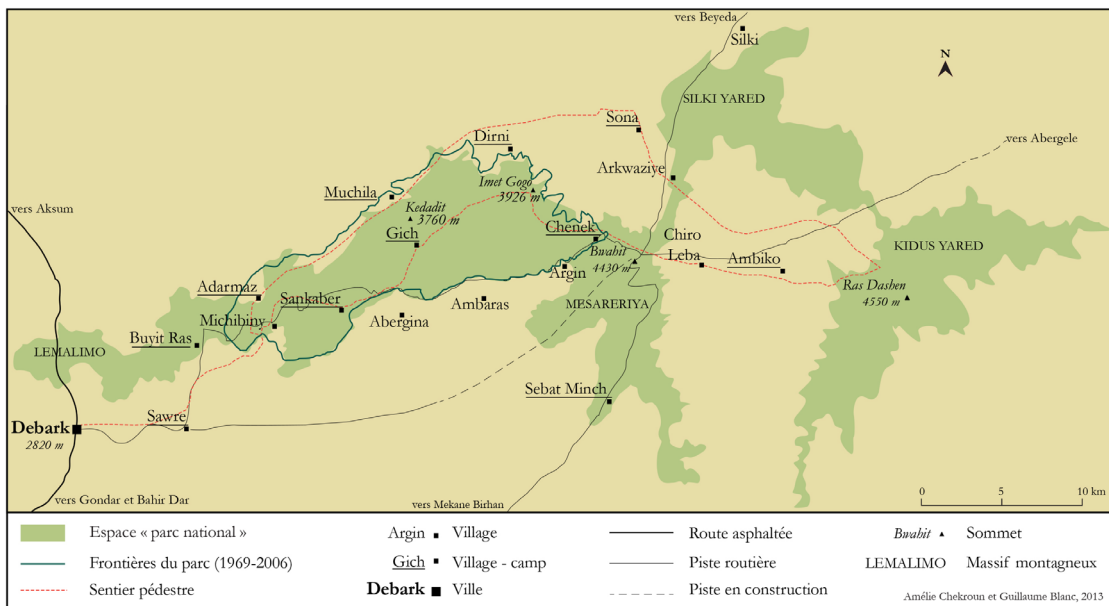 vers Beyeda
Silki
N
SILKI YARED
Sona
vers Abergele
Dirni
Arkwaziye
Imet Gogo
3926 m
Muchila
Kedadit
3760 m
vers Aksum
Gich
Chenek
Chiro
Leba
KIDUS YARED
Bwahit
4430 m
Ambiko
Argin
Adarmaz
Sankaber
Ambaras
MESARERIYA
Ras Dashen
4550 m
Michibiny
Abergina
Buyit Ras
LEMALIMO
Sebat Minch
Sawre
Debark
2820 m
vers Gondar et Bahir Dar
vers Mekane Birhan
0 5 10 km
Espace « parc national »
Argin Village
Route asphaltée
Bwahit Sommet
Frontières du parc (1969-2006)
Gich Village - camp
Piste routière
LEMALIMO Massif montagneux
Sentier pédestre
Debark Ville
Piste en construction
Amélie Chekroun et Guillaume Blanc, 2013